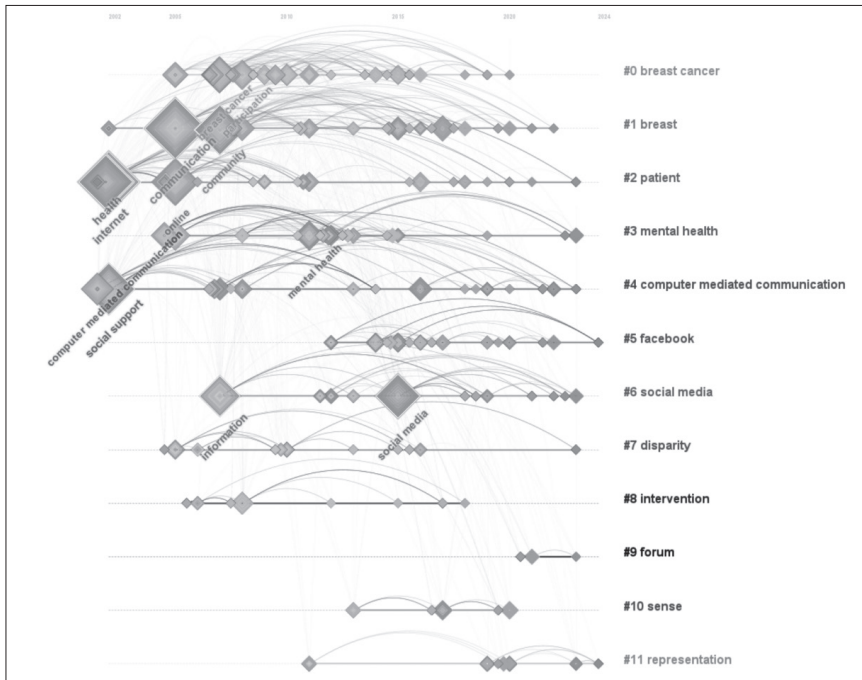 2002 2005 2010 2015 2020 2024
#0 breast cancer
breast cancer
participation
#1 breast
communication
community
#2 patient
health
internet
online
#3 mental health
computer mediated communication
social support
mental health
#4 computer mediated communication
#5 facebook
#6 social media
information
social media
#7 disparity
#8 intervention
#9 forum
#10 sense
#11 representation